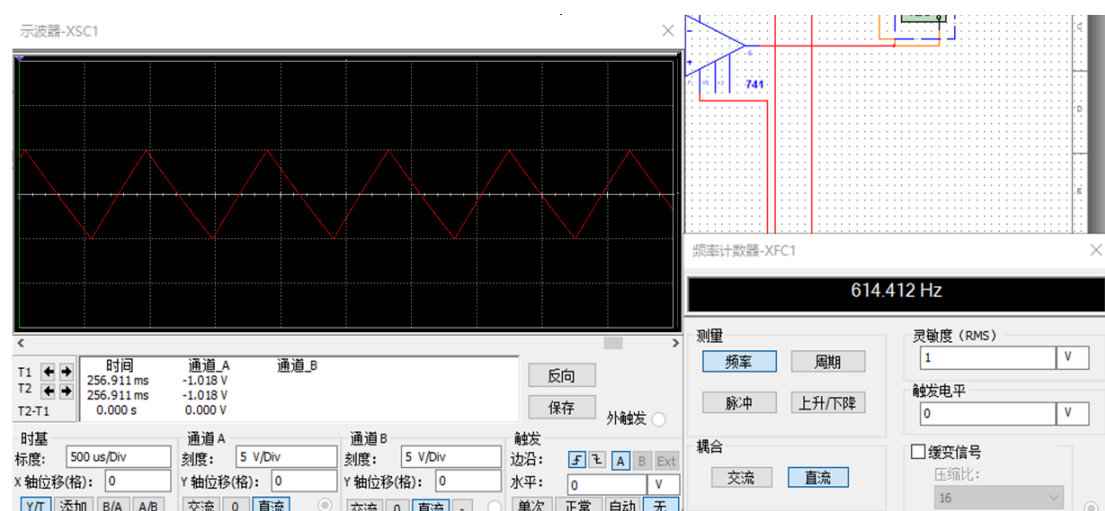 示波器-XSC1
741
频率计数器-XFC1
614.412 Hz
时间 通道_A 通道_B
T1 256.911 ms -1.018 V
T2 256.911 ms -1.018 V
T2-T1 0.000 s 0.000 V
反向
保存
外触发
时基
标度: 500 us/Div
X 轴位移(格): 0
Y/T 添加 B/A A/B
通道 A
刻度: 5 V/Div
Y 轴位移(格): 0
交流 0 直流
通道 B
刻度: 5 V/Div
Y 轴位移(格): 0
交流 0 直流 -
触发
边沿: A B Ext
水平: 0 V
单次 正常 自动 无
测量
频率 周期
脉冲 上升/下降
耦合
交流 直流
灵敏度（RMS）
1 V
触发电平
0 V
缓变信号
压缩比:
16